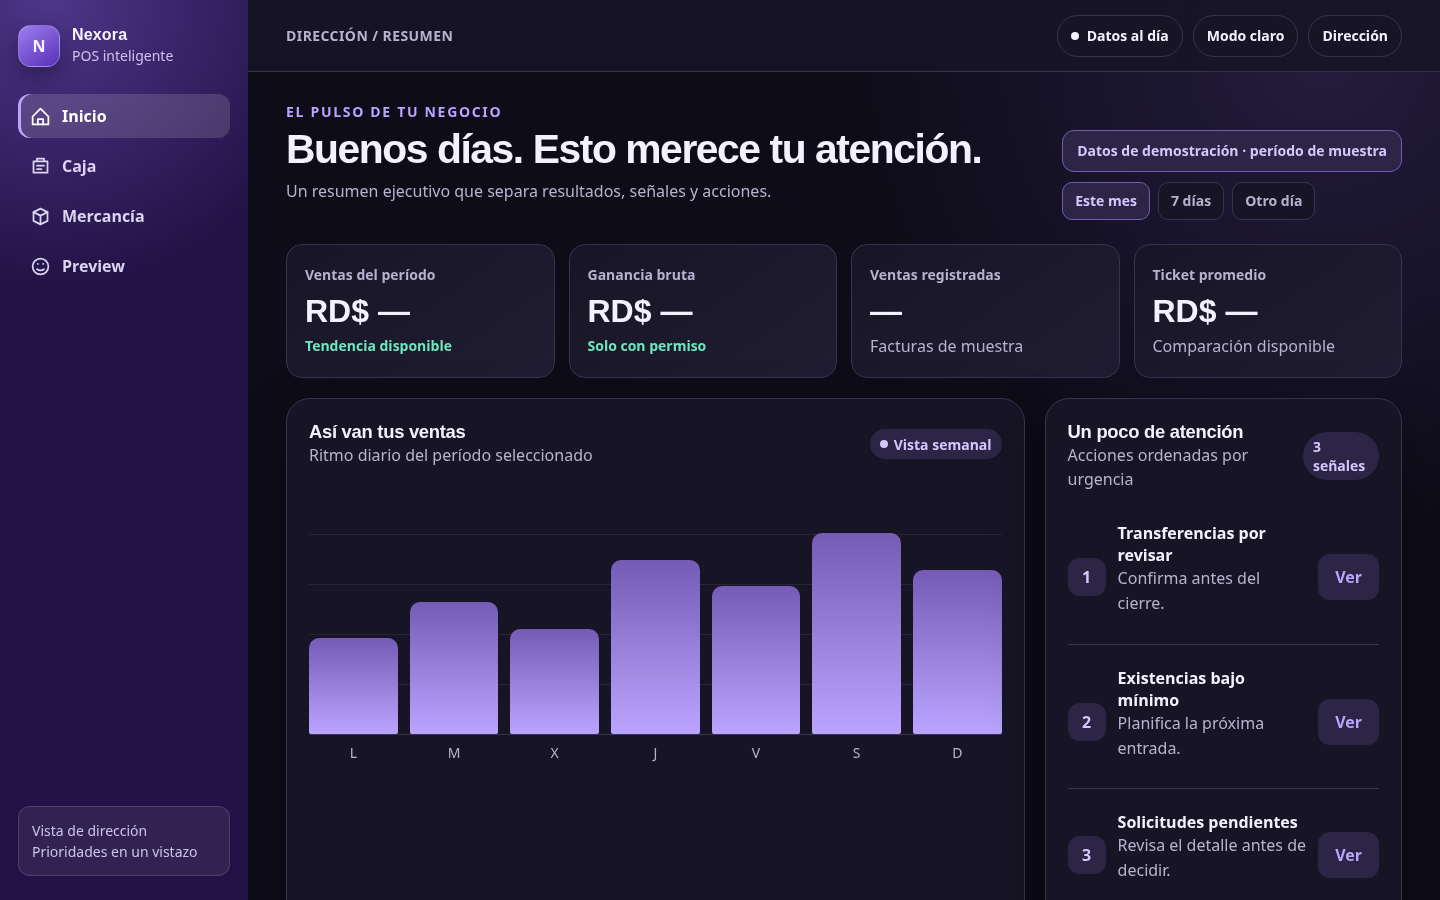 N
Nexora
POS inteligente
Inicio
Caja
Mercancía
Preview
Vista de dirección
Prioridades en un vistazo
DIRECCIÓN / RESUMEN
Datos al día
Modo claro
Dirección
EL PULSO DE TU NEGOCIO
Buenos días. Esto merece tu atención.
Un resumen ejecutivo que separa resultados, señales y acciones.
Datos de demostración · período de muestra
Este mes
7 días
Otro día
Ventas del período
RD$ —
Tendencia disponible
Ganancia bruta
RD$ —
Solo con permiso
Ventas registradas
—
Facturas de muestra
Ticket promedio
RD$ —
Comparación disponible
Así van tus ventas
Ritmo diario del período seleccionado
Vista semanal
L M X J V S D
Un poco de atención
Acciones ordenadas por
urgencia
3
señales
1
Transferencias por
revisar
Confirma antes del
cierre.
Ver
2
Existencias bajo
mínimo
Planifica la próxima
entrada.
Ver
3
Solicitudes pendientes
Revisa el detalle antes de
decidir.
Ver